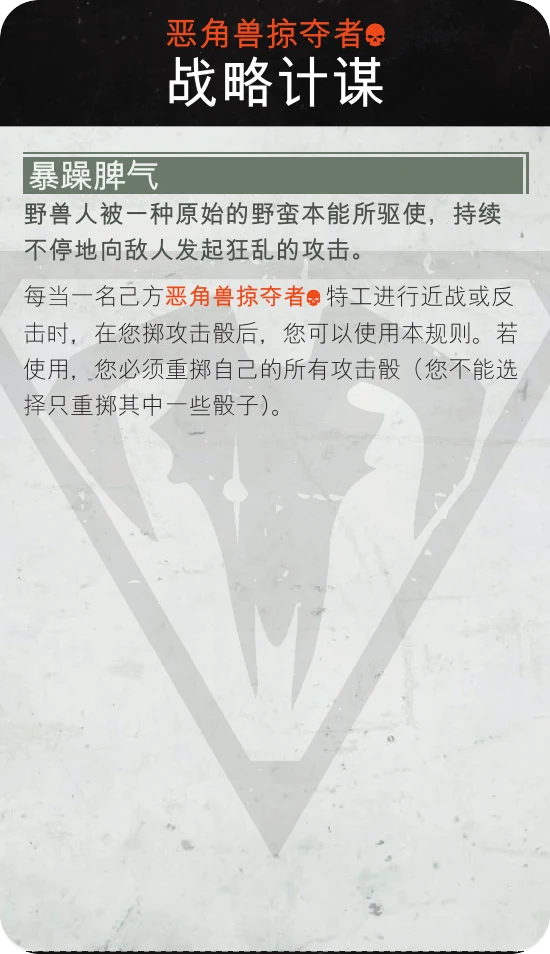 恶角兽掠夺者
战略计谋
暴躁脾气
野兽人被一种原始的野蛮本能所驱使，持续
不停地向敌人发起狂乱的攻击。
每当一名己方恶角兽掠夺者特工进行近战或反
击时，在您掷攻击骰后，您可以使用本规则。若
使用，您必须重掷自己的所有攻击骰（您不能选
择只重掷其中一些骰子）。